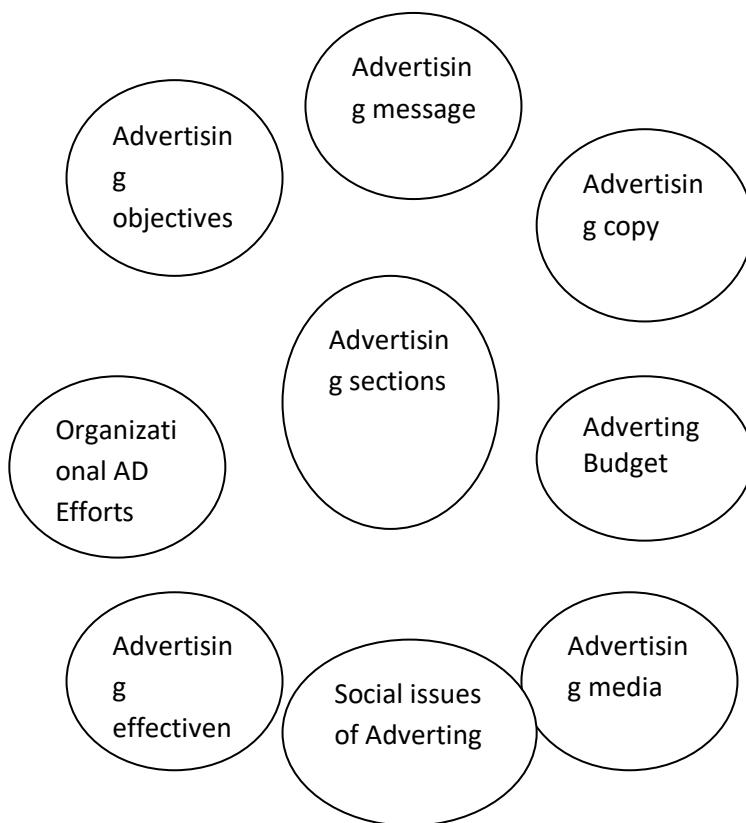 Advertisin
g message
Advertisin
g
objectives
Advertisin
g copy
Advertisin
g sections
Organizati
onal AD
Efforts
Adverting
Budget
Advertisin
g
effectiven
Social issues
of Adverting
Advertisin
g media